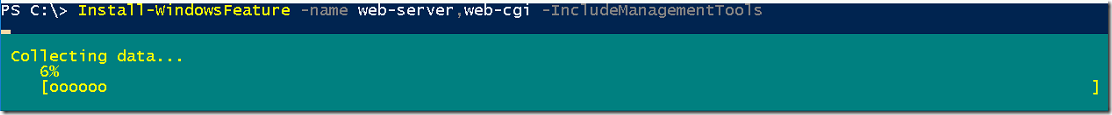 PS C:\> Install-WindowsFeature -name web-server,web-cgi -IncludeManagementTools
Collecting data...
6%
[oooooo ]